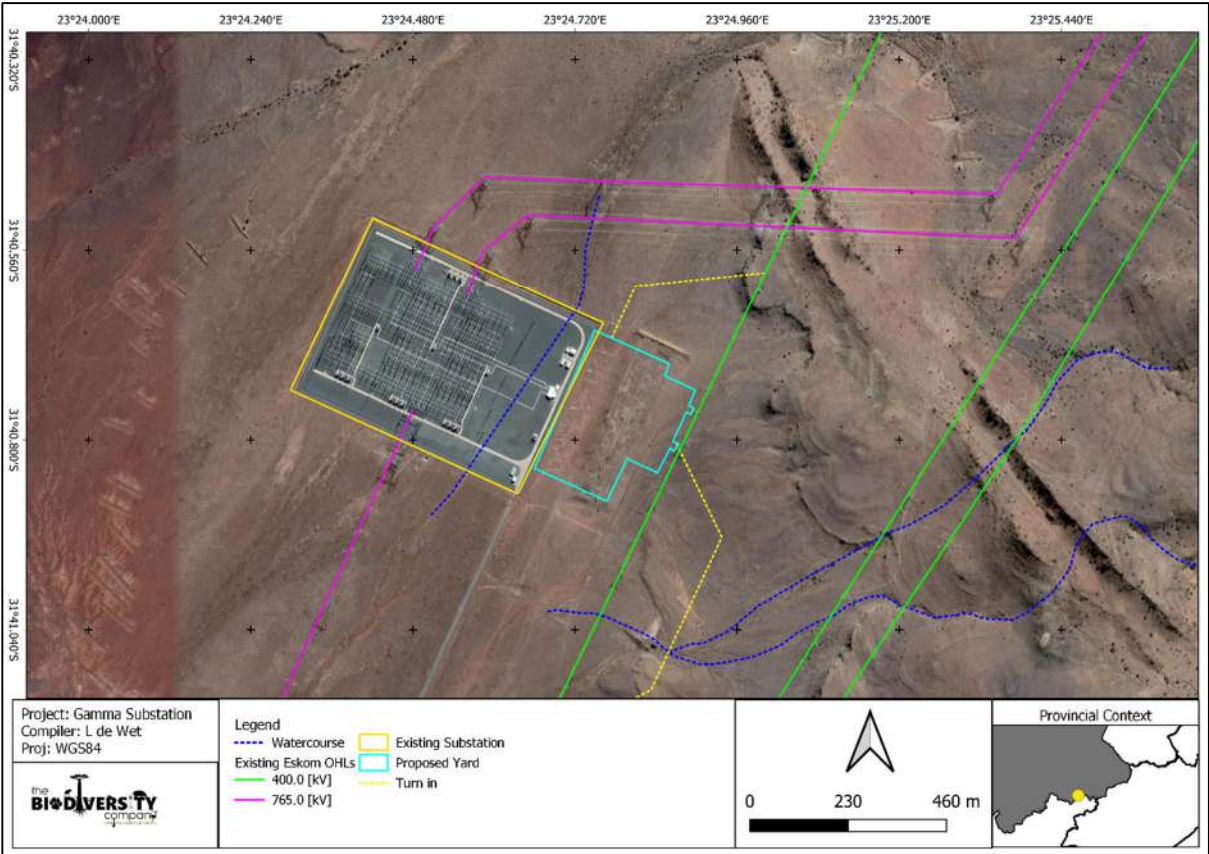 23°24.000'E 23°24.240'E 23°24.480'E 23°24.720'E 23°24.960'E 23°25.200'E 23°25.440'E
31°40.320'S
31°40.560'S
31°40.800'S
31°41.040'S
Project: Gamma Substation
Compiler: L de Wet
Proj: WGS84
the
BIODIVERSITY
company
Legend
Watercourse
Existing Eskom OHLs
400.0 [kV]
765.0 [kV]
Existing Substation
Proposed Yard
Turn in
0 230 460 m
Provincial Context